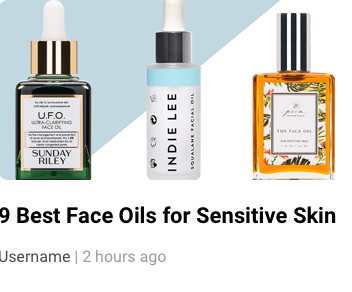 U.F.O.
ULTRA-CLARIFYING
FACE OIL
SUNDAY
RILEY
INDIE LEE
SQUALANE FACIAL OIL
THE FACE OIL
9 Best Face Oils for Sensitive Skin
Username | 2 hours ago